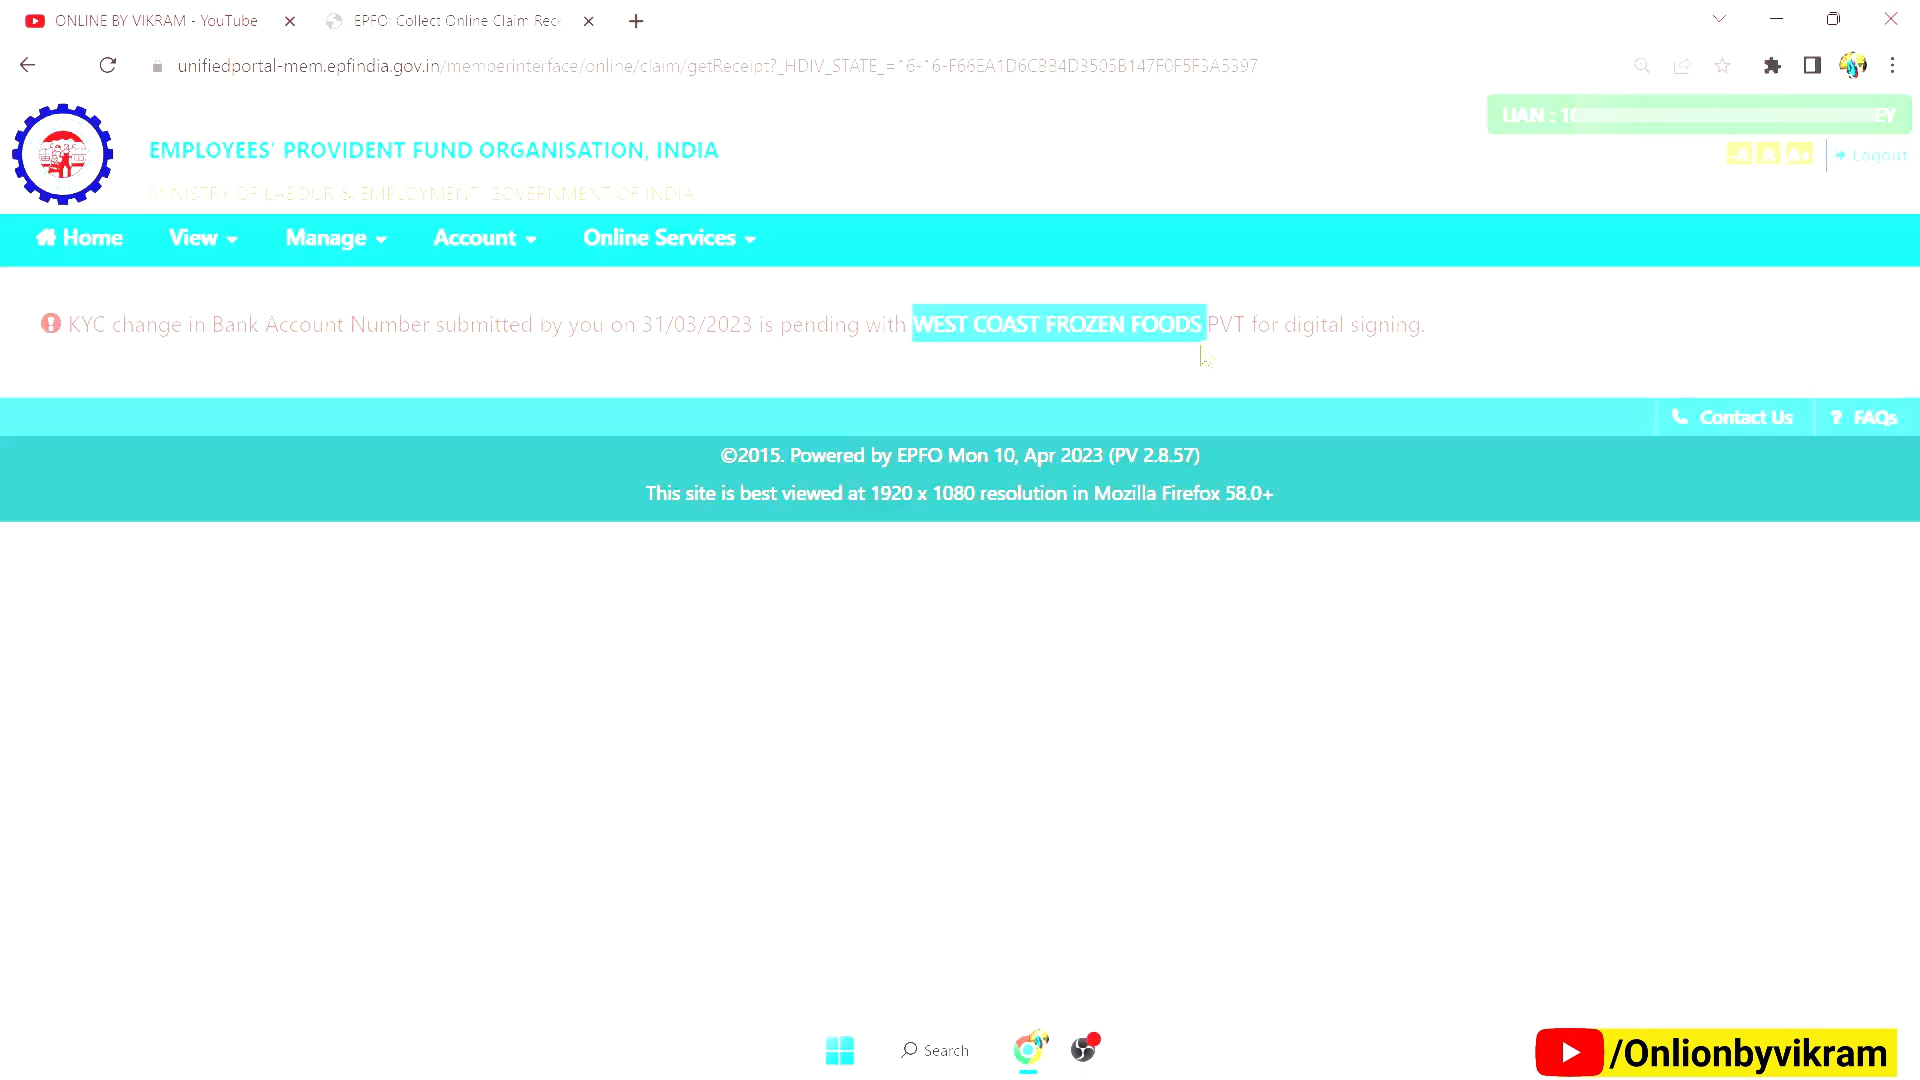 ONLINE BY VIKRAM - YouTube
EPFO: Collect Online Claim Rece
unifiedportal-mem.epfindia.gov.in/memberinterface/online/claim/getReceipt?_HDIV_STATE_=16-16-F66EA1D6CBB4D3505B147F0F5F3A5397
UAN : 10 EY
EMPLOYEES' PROVIDENT FUND ORGANISATION, INDIA
MINISTRY OF LABOUR & EMPLOYMENT, GOVERNMENT OF INDIA
-A A A+ Logout
Home View Manage Account Online Services
KYC change in Bank Account Number submitted by you on 31/03/2023 is pending with WEST COAST FROZEN FOODS PVT for digital signing.
Contact Us ? FAQs
©2015. Powered by EPFO Mon 10, Apr 2023 (PV 2.8.57)
This site is best viewed at 1920 x 1080 resolution in Mozilla Firefox 58.0+
Search
/Onlionbyvikram